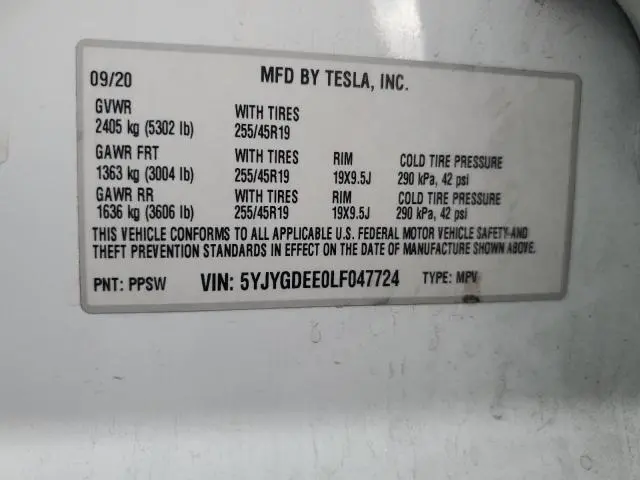 09/20 MFD BY TESLA, INC.
GVWR WITH TIRES
2405 kg (5302 lb) 255/45R19
GAWR FRT WITH TIRES RIM COLD TIRE PRESSURE
1363 kg (3004 lb) 255/45R19 19X9.5J 290 kPa, 42 psi
GAWR RR WITH TIRES RIM COLD TIRE PRESSURE
1636 kg (3606 lb) 255/45R19 19X9.5J 290 kPa, 42 psi
THIS VEHICLE CONFORMS TO ALL APPLICABLE U.S. FEDERAL MOTOR VEHICLE SAFETY AND
THEFT PREVENTION STANDARDS IN EFFECT ON THE DATE OF MANUFACTURE SHOWN ABOVE.
PNT: PPSW VIN: 5YJYGDEE0LF047724 TYPE: MPV